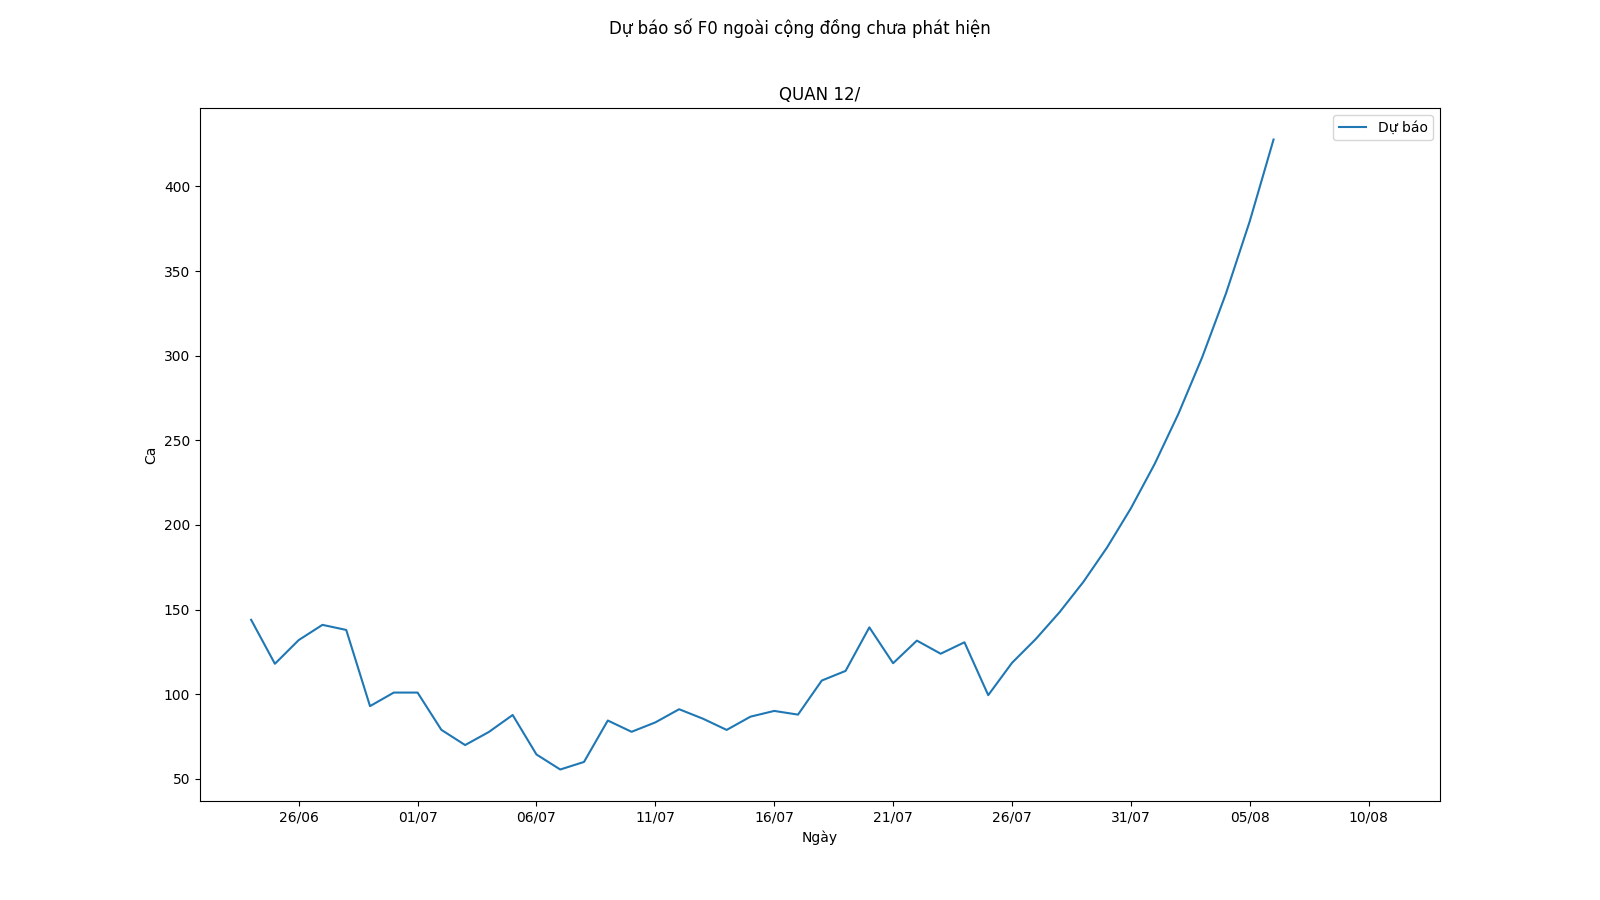 Dự báo số F0 ngoài cộng đồng chưa phát hiện
QUAN 12/
Dự báo
400
350
300
250
200
150
100
50
Ca
26/06 01/07 06/07 11/07 16/07 21/07 26/07 31/07 05/08 10/08
Ngày